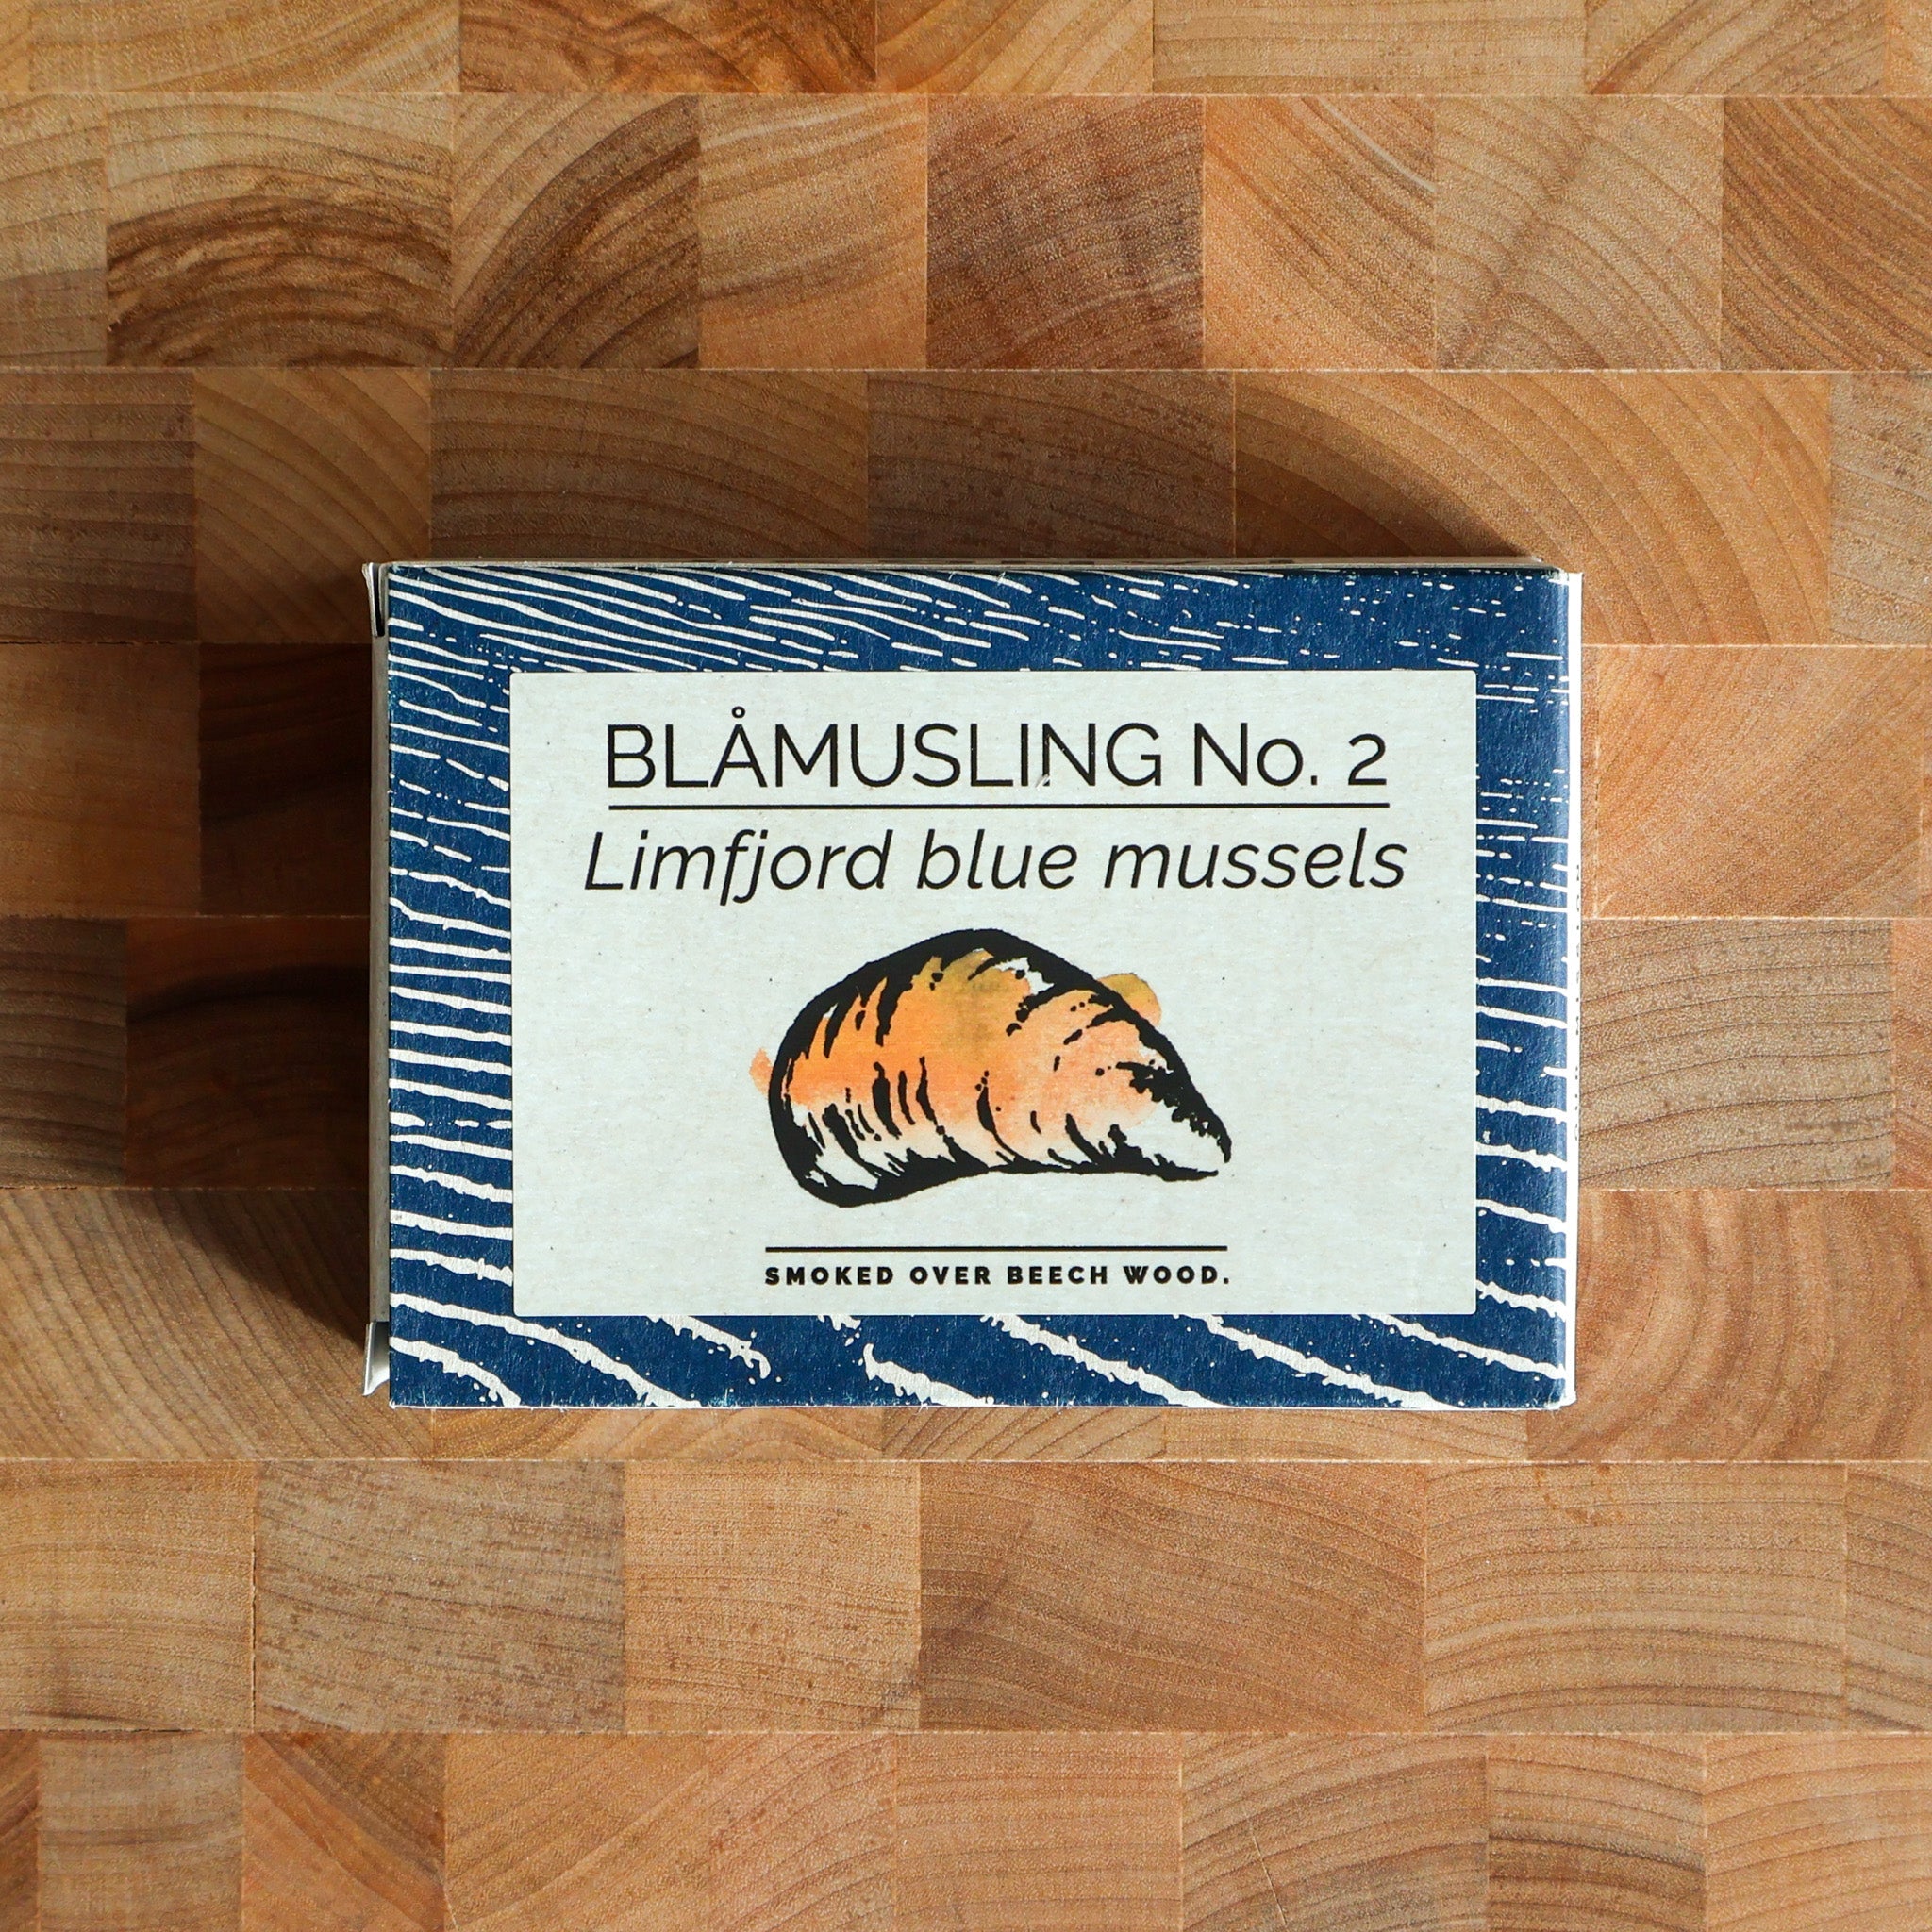 BLÅMUSLING No. 2
Limfjord blue mussels
SMOKED OVER BEECH WOOD.